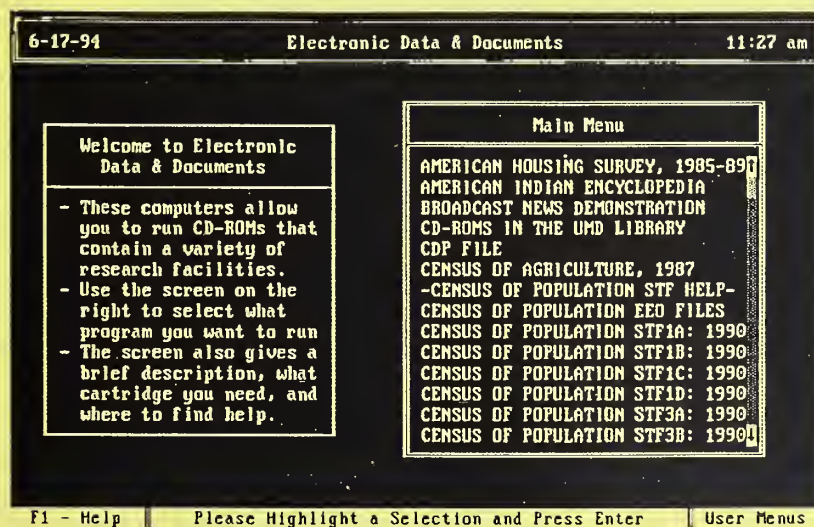 6-17-94 Electronic Data & Documents 11:27 am
Welcome to Electronic
Data & Documents
- These computers allow
you to run CD-ROMs that
contain a variety of
research facilities.
- Use the screen on the
right to select what
program you want to run
- The screen also gives a
brief description, what
cartridge you need, and
where to find help.
Main Menu
AMERICAN HOUSING SURVEY, 1985-89
AMERICAN INDIAN ENCYCLOPEDIA
BROADCAST NEWS DEMONSTRATION
CD-ROMS IN THE UMD LIBRARY
CDP FILE
CENSUS OF AGRICULTURE, 1987
-CENSUS OF POPULATION STF HELP-
CENSUS OF POPULATION EEO FILES
CENSUS OF POPULATION STF1A: 1990
CENSUS OF POPULATION STF1B: 1990
CENSUS OF POPULATION STF1C: 1990
CENSUS OF POPULATION STF1D: 1990
CENSUS OF POPULATION STF3A: 1990
CENSUS OF POPULATION STF3B: 1990
F1 - Help Please Highlight a Selection and Press Enter User Menus